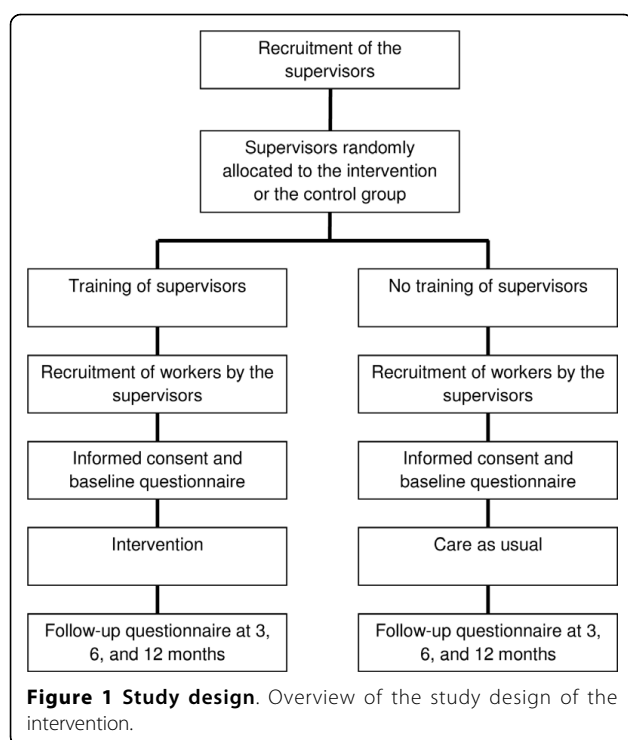 Recruitment of the
supervisors
Supervisors randomly
allocated to the intervention
or the control group
Training of supervisors
No training of supervisors
Recruitment of workers by the
supervisors
Recruitment of workers by the
supervisors
Informed consent and
baseline questionnaire
Informed consent and
baseline questionnaire
Intervention
Care as usual
Follow-up questionnaire at 3,
6, and 12 months
Follow-up questionnaire at 3,
6, and 12 months
Figure 1 Study design. Overview of the study design of the
intervention.